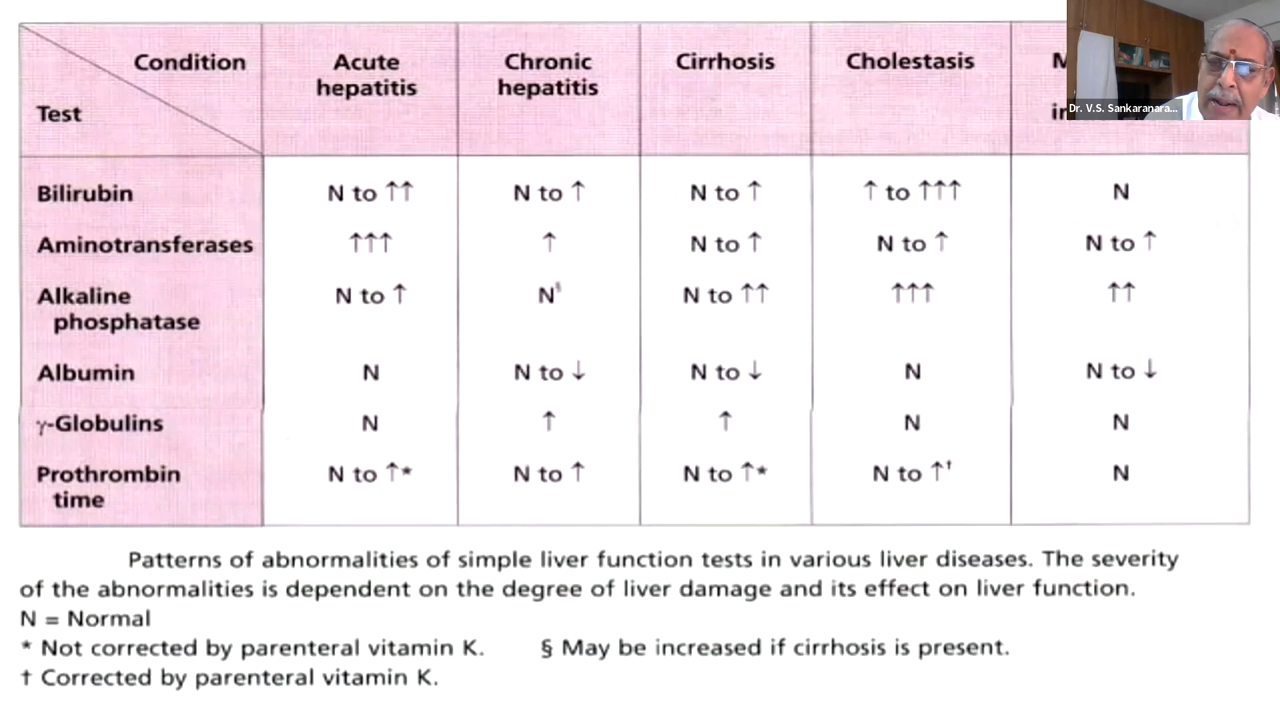 Condition
Test
Acute
hepatitis
Chronic
hepatitis
Cirrhosis
Cholestasis
Dr. V.S. Sankaranara...
Bilirubin N to ↑↑ N to ↑ N to ↑ ↑ to ↑↑↑ N
Aminotransferases ↑↑↑ ↑ N to ↑ N to ↑ N to ↑
Alkaline N to ↑ N§ N to ↑↑ ↑↑↑ ↑↑
phosphatase
Albumin N N to ↓ N to ↓ N N to ↓
γ-Globulins N ↑ ↑ N N
Prothrombin N to ↑* N to ↑ N to ↑* N to ↑† N
time
Patterns of abnormalities of simple liver function tests in various liver diseases. The severity
of the abnormalities is dependent on the degree of liver damage and its effect on liver function.
N = Normal
* Not corrected by parenteral vitamin K. § May be increased if cirrhosis is present.
† Corrected by parenteral vitamin K.